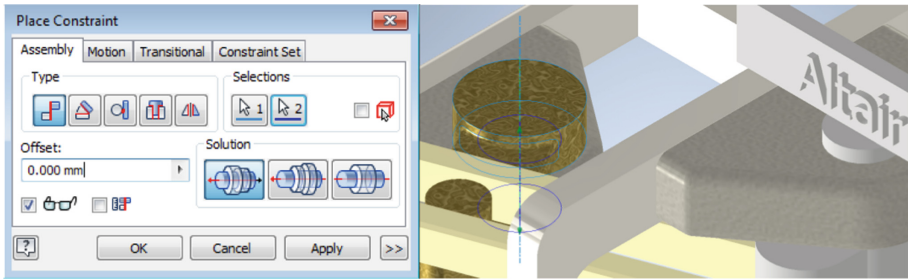 Place Constraint
Assembly Motion Transitional Constraint Set
Type
Selections
1 2
Offset:
0.000 mm
Solution
OK Cancel Apply >>
Altair